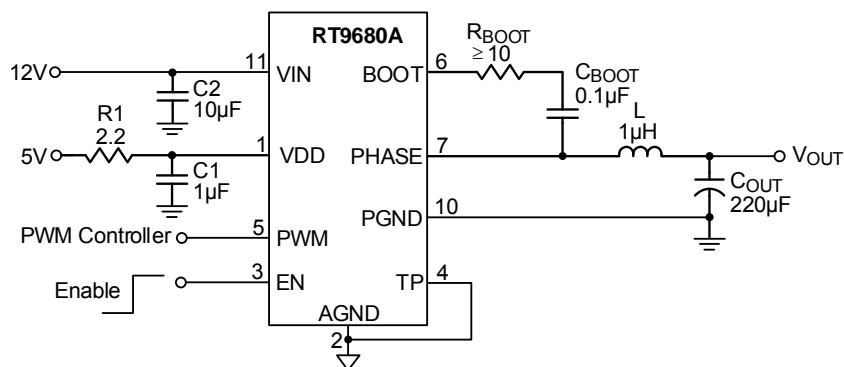 RT9680A
12V
11
VIN
C2
10µF
R1
2.2
5V
1
VDD
C1
1µF
PWM Controller
5
PWM
Enable
3
EN
AGND
2
BOOT
6
RBOOT
≥ 10
CBOOT
0.1µF
PHASE
7
L
1µH
VOUT
COUT
220µF
PGND
10
TP
4